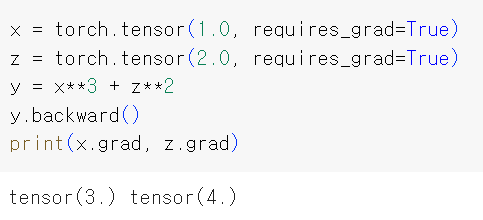 x = torch.tensor(1.0, requires_grad=True)
z = torch.tensor(2.0, requires_grad=True)
y = x**3 + z**2
y.backward()
print(x.grad, z.grad)
tensor(3.) tensor(4.)